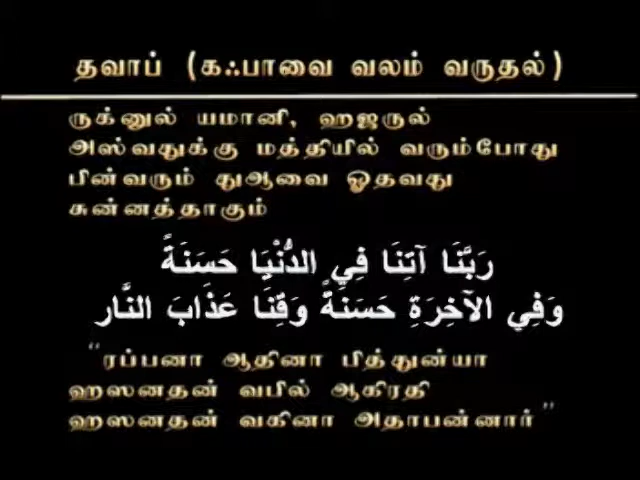 தவாப் (கஃபாவை வலம் வருதல்)
ருக்னுல் யமானி, ஹஜருல்
அஸ்வதுக்கு மத்தியில் வரும்போது
பின்வரும் துஆவை ஓதவது
சுன்னத்தாகும்
رَبَّنَا آتِنَا فِي الدُّنْيَا حَسَنَةً
وَفِي الآخِرَةِ حَسَنَةً وَقِنَا عَذَابَ النَّار
"ரப்பனா ஆதினா பித்துன்யா
ஹஸனதன் வபில் ஆகிரதி
ஹஸனதன் வகினா அதாபன்னார்"